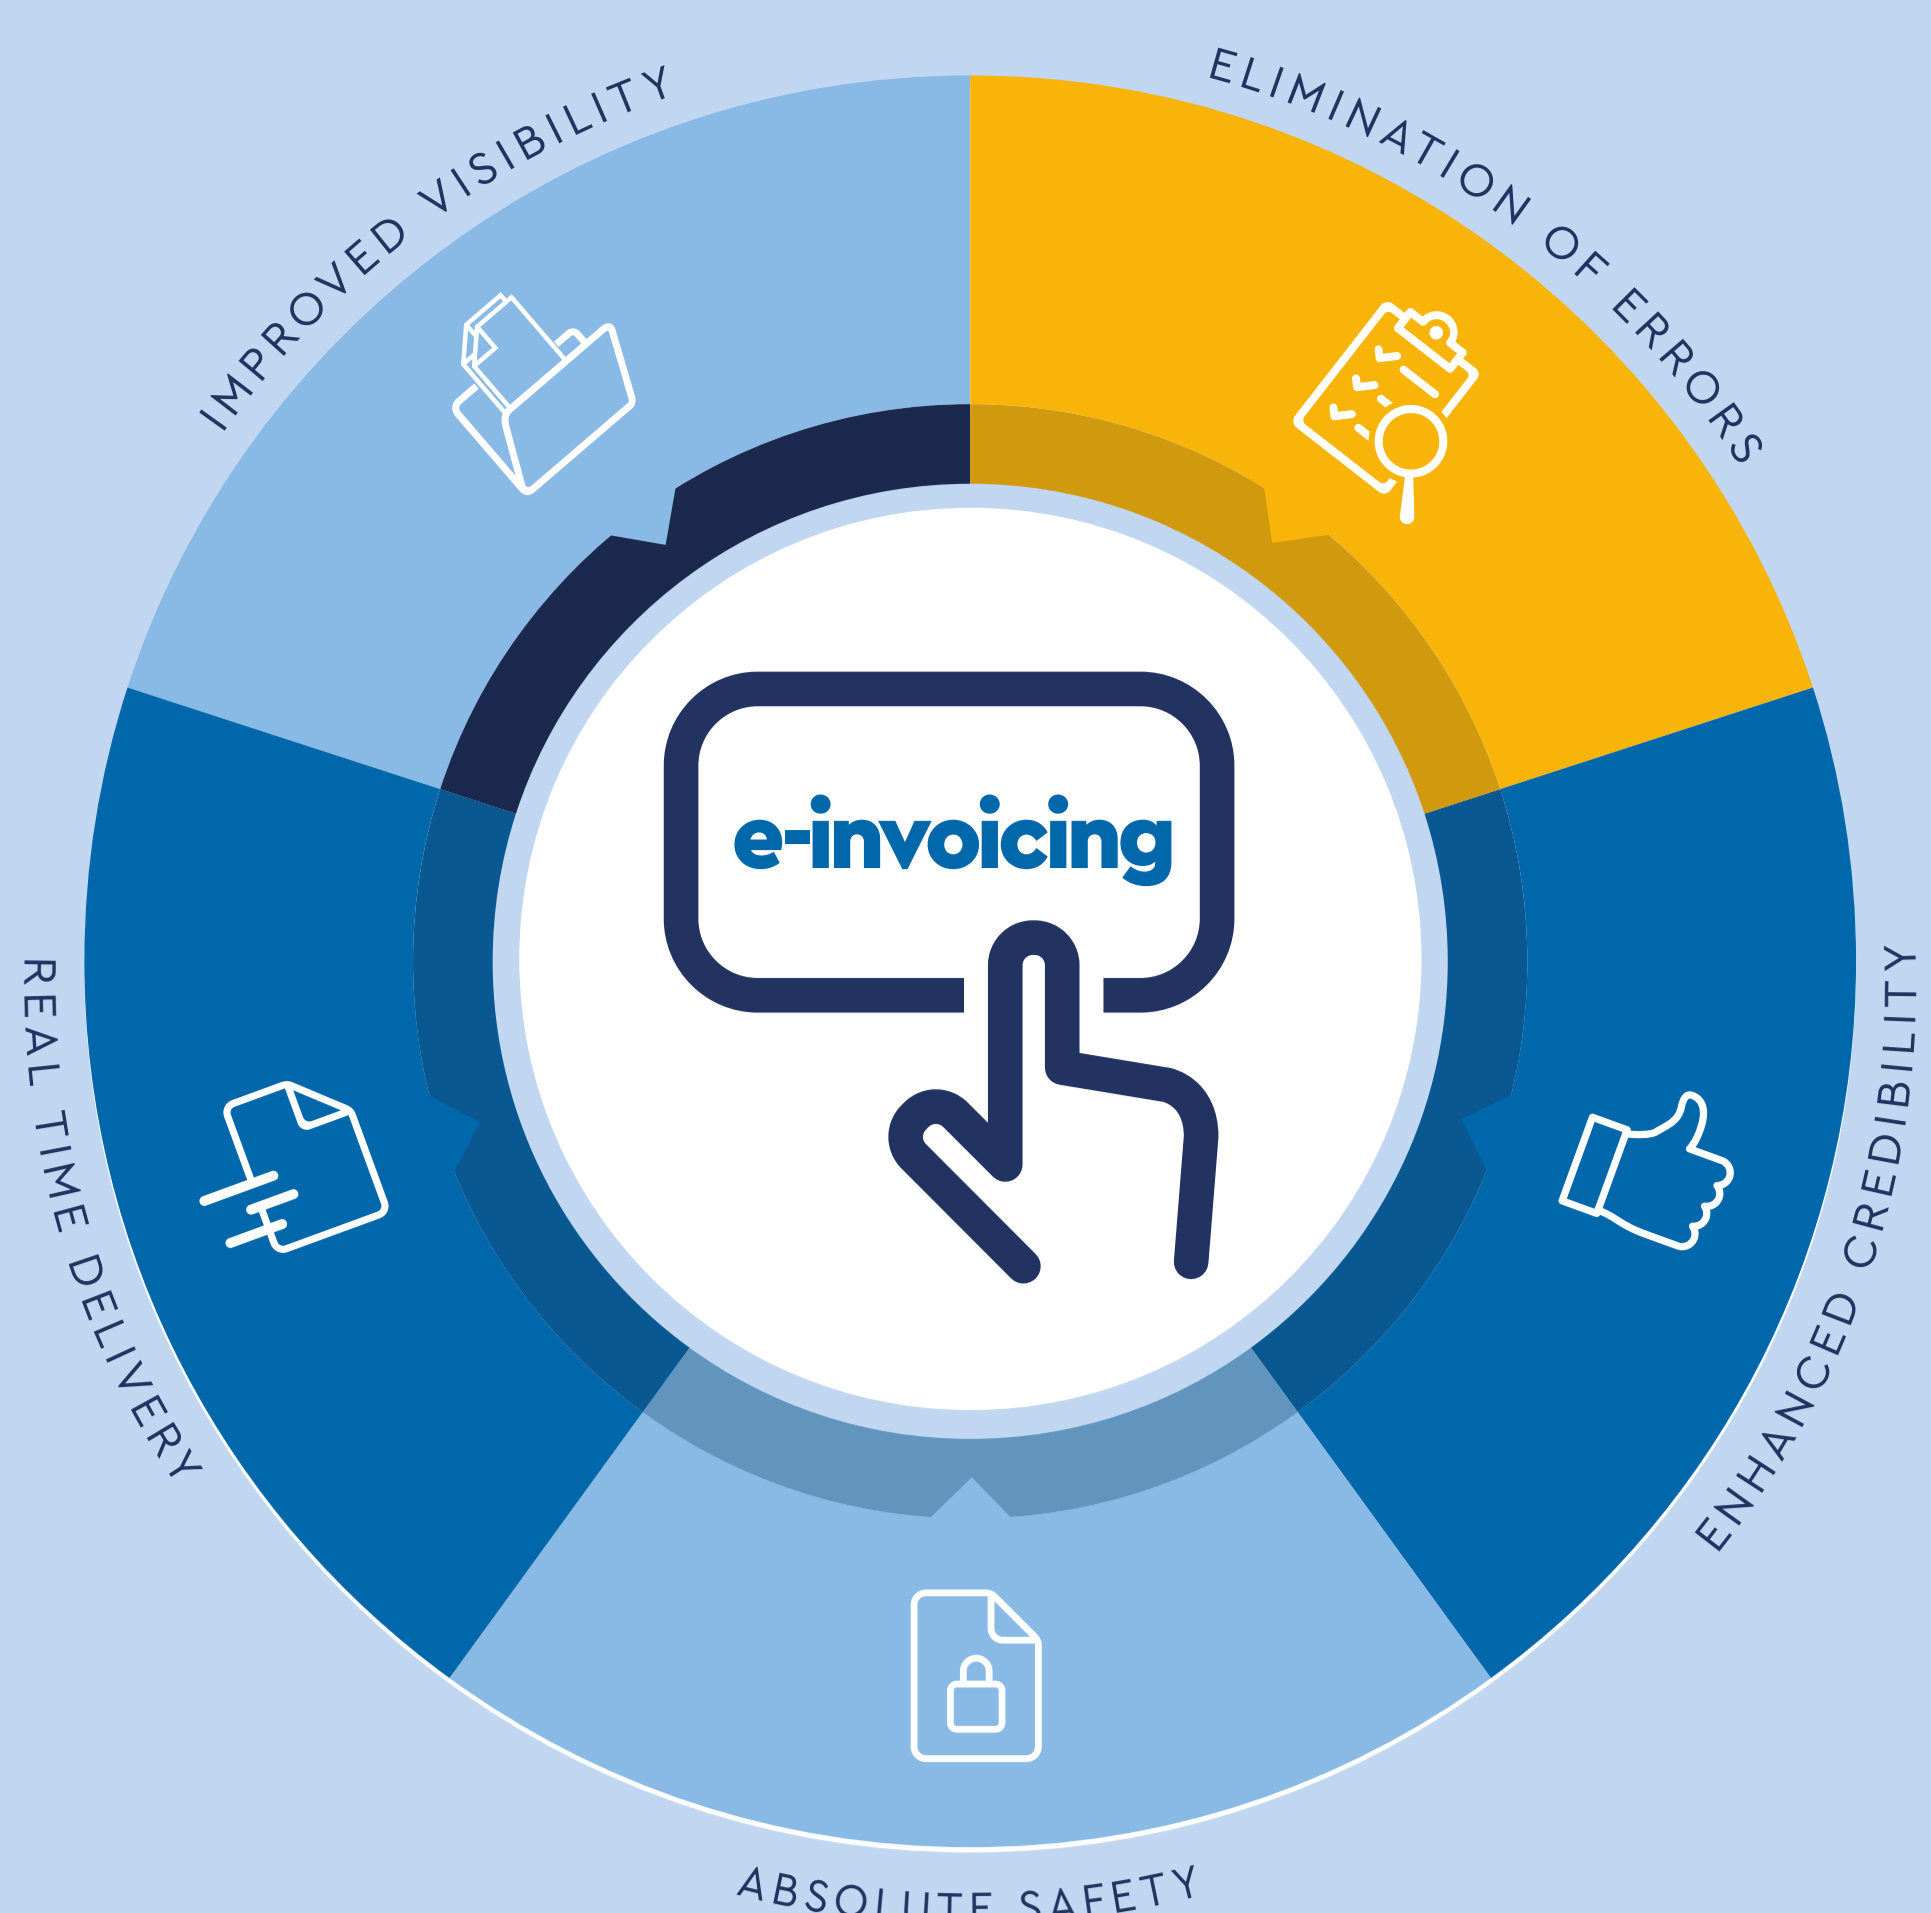 IMPROVED VISIBILITY
ELIMINATION OF ERRORS
e-invoicing
REAL TIME DELIVERY
ENHANCED CREDIBILITY
ABSOLUTE SAFETY